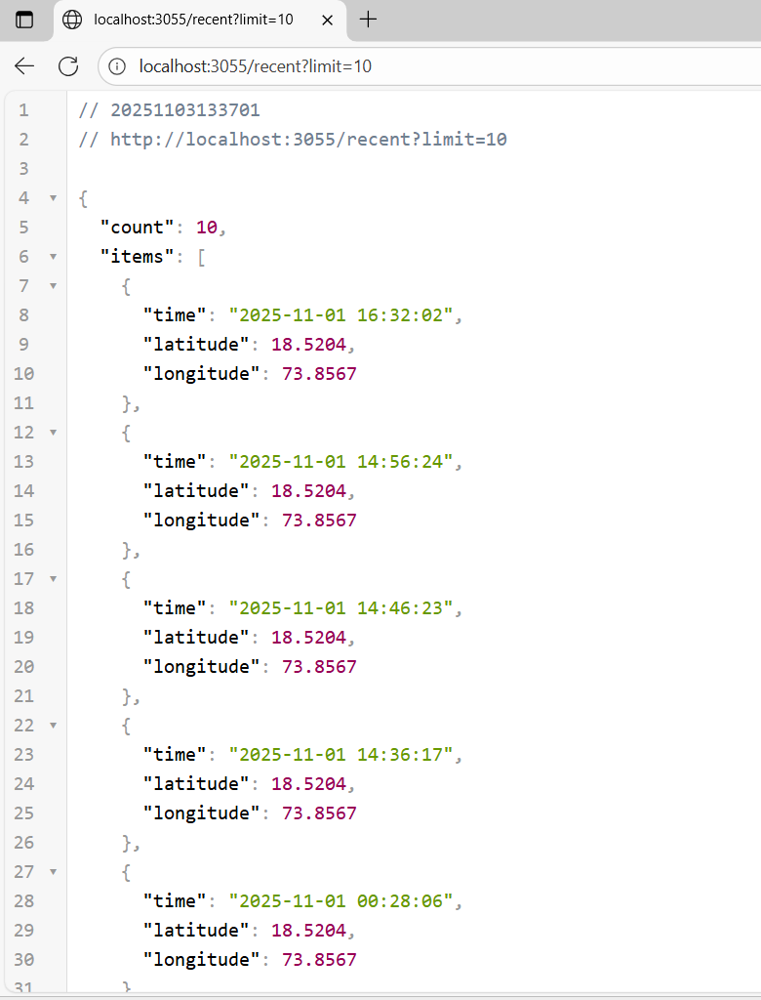 localhost:3055/recent?limit=10
localhost:3055/recent?limit=10
1 // 20251103133701
2 // http://localhost:3055/recent?limit=10
3
4 {
5 "count": 10,
6 "items": [
7 {
8 "time": "2025-11-01 16:32:02",
9 "latitude": 18.5204,
10 "longitude": 73.8567
11 },
12 {
13 "time": "2025-11-01 14:56:24",
14 "latitude": 18.5204,
15 "longitude": 73.8567
16 },
17 {
18 "time": "2025-11-01 14:46:23",
19 "latitude": 18.5204,
20 "longitude": 73.8567
21 },
22 {
23 "time": "2025-11-01 14:36:17",
24 "latitude": 18.5204,
25 "longitude": 73.8567
26 },
27 {
28 "time": "2025-11-01 00:28:06",
29 "latitude": 18.5204,
30 "longitude": 73.8567
31 }